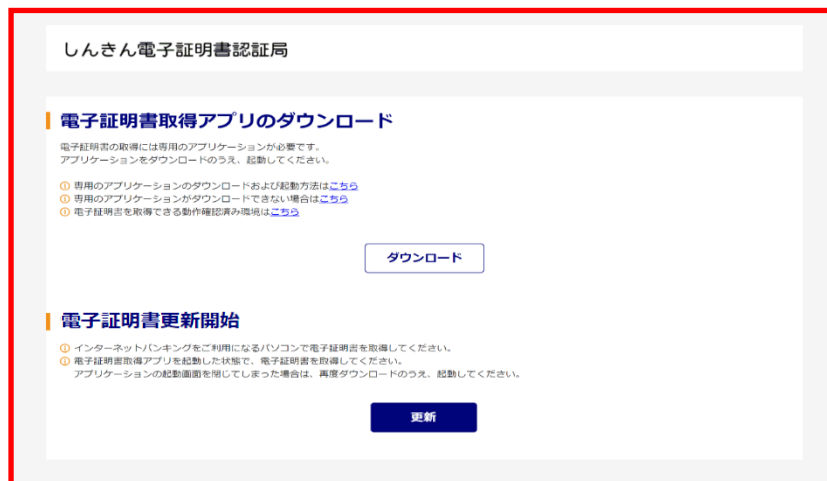 しんきん電子証明書認証局
電子証明書取得アプリのダウンロード
電子証明書の取得には専用のアプリケーションが必要です。
アプリケーションをダウンロードのうえ、起動してください。
専用のアプリケーションのダウンロードおよび起動方法はこちら
専用のアプリケーションがダウンロードできない場合はこちら
電子証明書を取得できる動作確認済み環境はこちら
ダウンロード
電子証明書更新開始
インターネットバンキングをご利用になるパソコンで電子証明書を取得してください。
電子証明書取得アプリを起動した状態で、電子証明書を取得してください。
アプリケーションの起動画面を閉じてしまった場合は、再度ダウンロードのうえ、起動してください。
更新